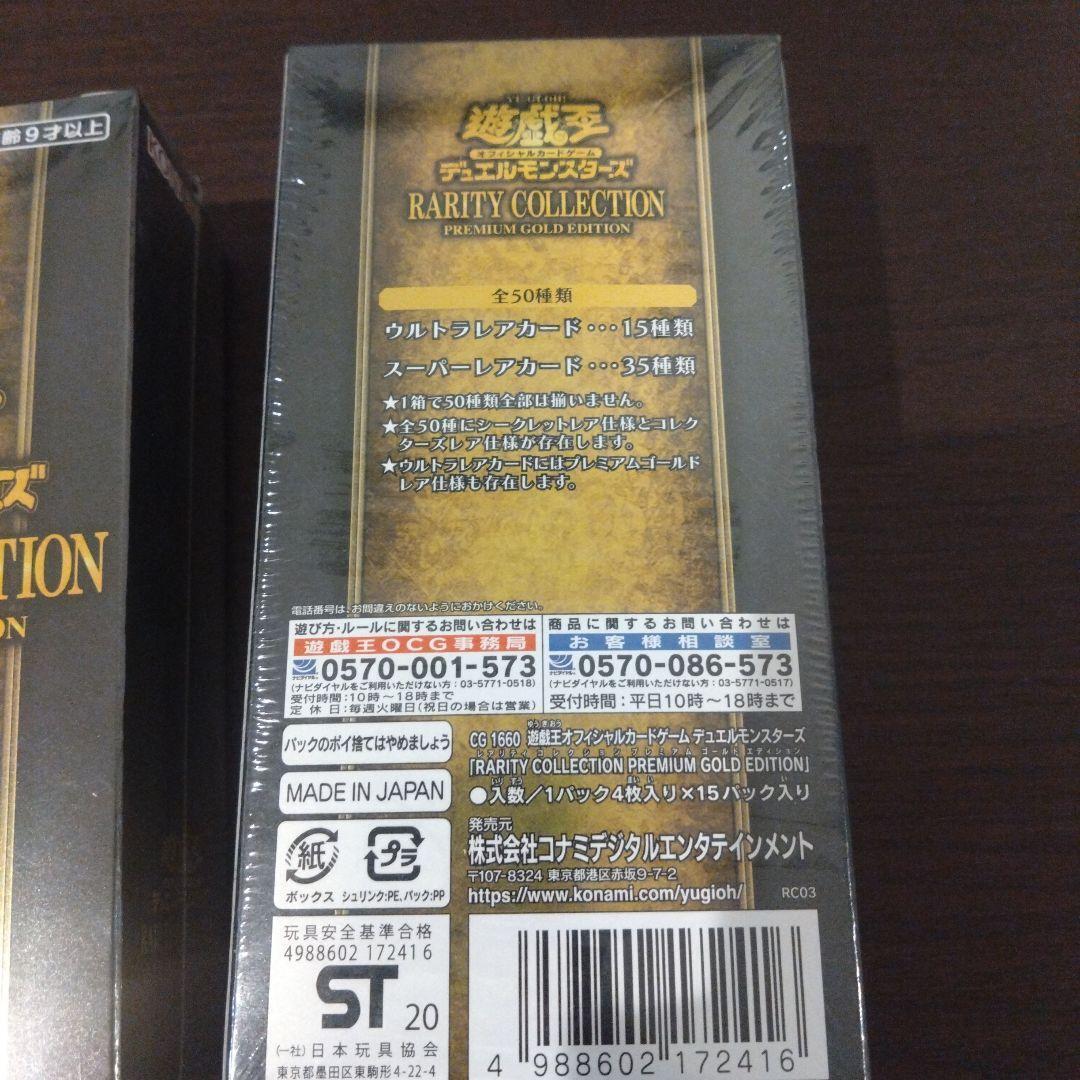 齢9才以上
ズ
TION
ON
YU-GI-OH!
遊戯王
オフィシャルカードゲーム
デュエルモンスターズ
RARITY COLLECTION
PREMIUM GOLD EDITION
全50種類
ウルトラレアカード･･･15種類
スーパーレアカード･･･35種類
★1箱で50種類全部は揃いません。
★全50種にシークレットレア仕様とコレク
ターズレア仕様が存在します。
★ウルトラレアカードにはプレミアムゴールド
レア仕様も存在します。
電話番号は、お間違えのないようにおかけください。
遊び方・ルールに関するお問い合わせは
遊戯王OCG事務局
ナビダイヤル 0570-001-573
(ナビダイヤルをご利用いただけない方:03-5771-0518)
受付時間:10時～18時まで
定休日:毎週火曜日(祝日の場合は営業)
商品に関するお問い合わせは
お客様相談室
ナビダイヤル 0570-086-573
(ナビダイヤルをご利用いただけない方:03-5771-0517)
受付時間:平日10時～18時まで
パックのポイ捨てはやめましょう
MADE IN JAPAN
紙
ボックス
プラ
シュリンク:PE、パック:PP
CG 1660 遊戯王オフィシャルカードゲーム デュエルモンスターズ
「RARITY COLLECTION PREMIUM GOLD EDITION」
●入数/1パック4枚入り×15パック入り
発売元
株式会社コナミデジタルエンタテインメント
〒107-8324 東京都港区赤坂9-7-2
https://www.konami.com/yugioh/ RC03
玩具安全基準合格
4988602 172416
ST 20
(一社)日本玩具協会
東京都墨田区東駒形4-22-4
4 988602 172416